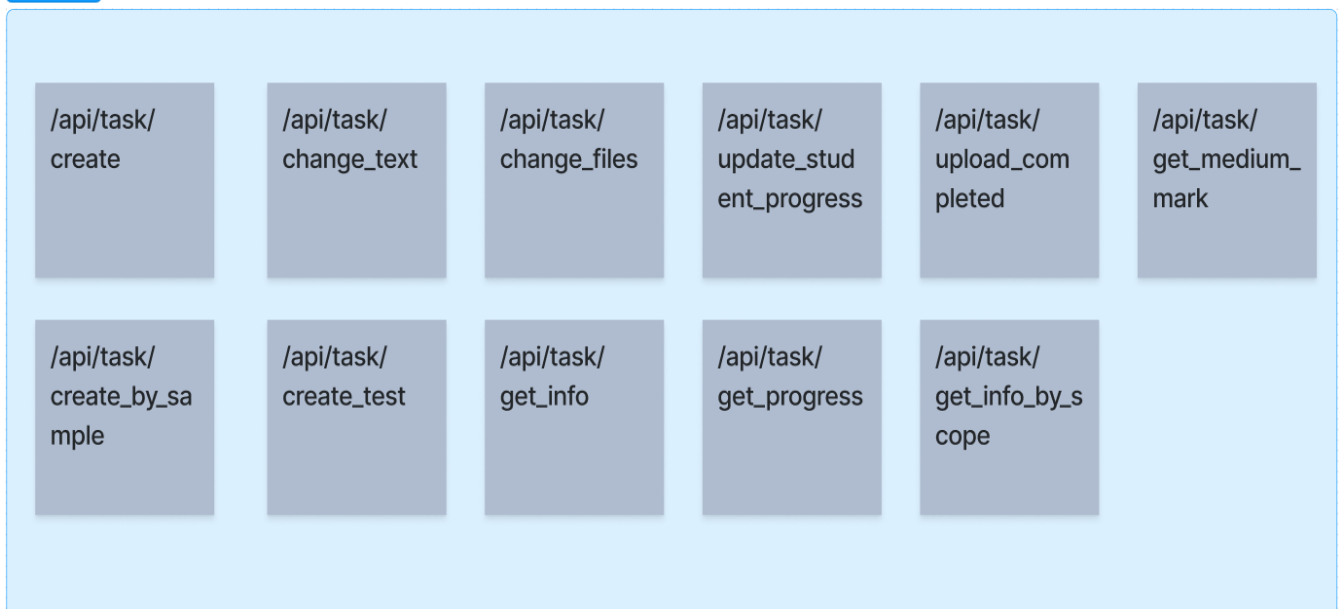 /api/task/
create
/api/task/
change_text
/api/task/
change_files
/api/task/
update_stud
ent_progress
/api/task/
upload_com
pleted
/api/task/
get_medium_
mark
/api/task/
create_by_sa
mple
/api/task/
create_test
/api/task/
get_info
/api/task/
get_progress
/api/task/
get_info_by_s
cope